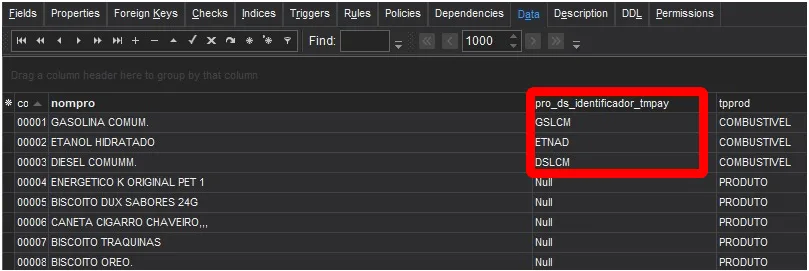 Fields Properties Foreign Keys Checks Indices Triggers Rules Policies Dependencies Data Description DDL Permissions
Find: 1000
Drag a column header here to group by that column
co nompro pro_ds_identificador_tmpay tpprod
00001 GASOLINA COMUM. GSLCM COMBUSTIVEL
00002 ETANOL HIDRATADO ETNAD COMBUSTIVEL
00003 DIESEL COMUMM. DSLCM COMBUSTIVEL
00004 ENERGETICO K ORIGINAL PET 1 Null PRODUTO
00005 BISCOITO DUX SABORES 24G Null PRODUTO
00006 CANETA CIGARRO CHAVEIRO,,, Null PRODUTO
00007 BISCOITO TRAQUINAS Null PRODUTO
00008 BISCOITO OREO. Null PRODUTO